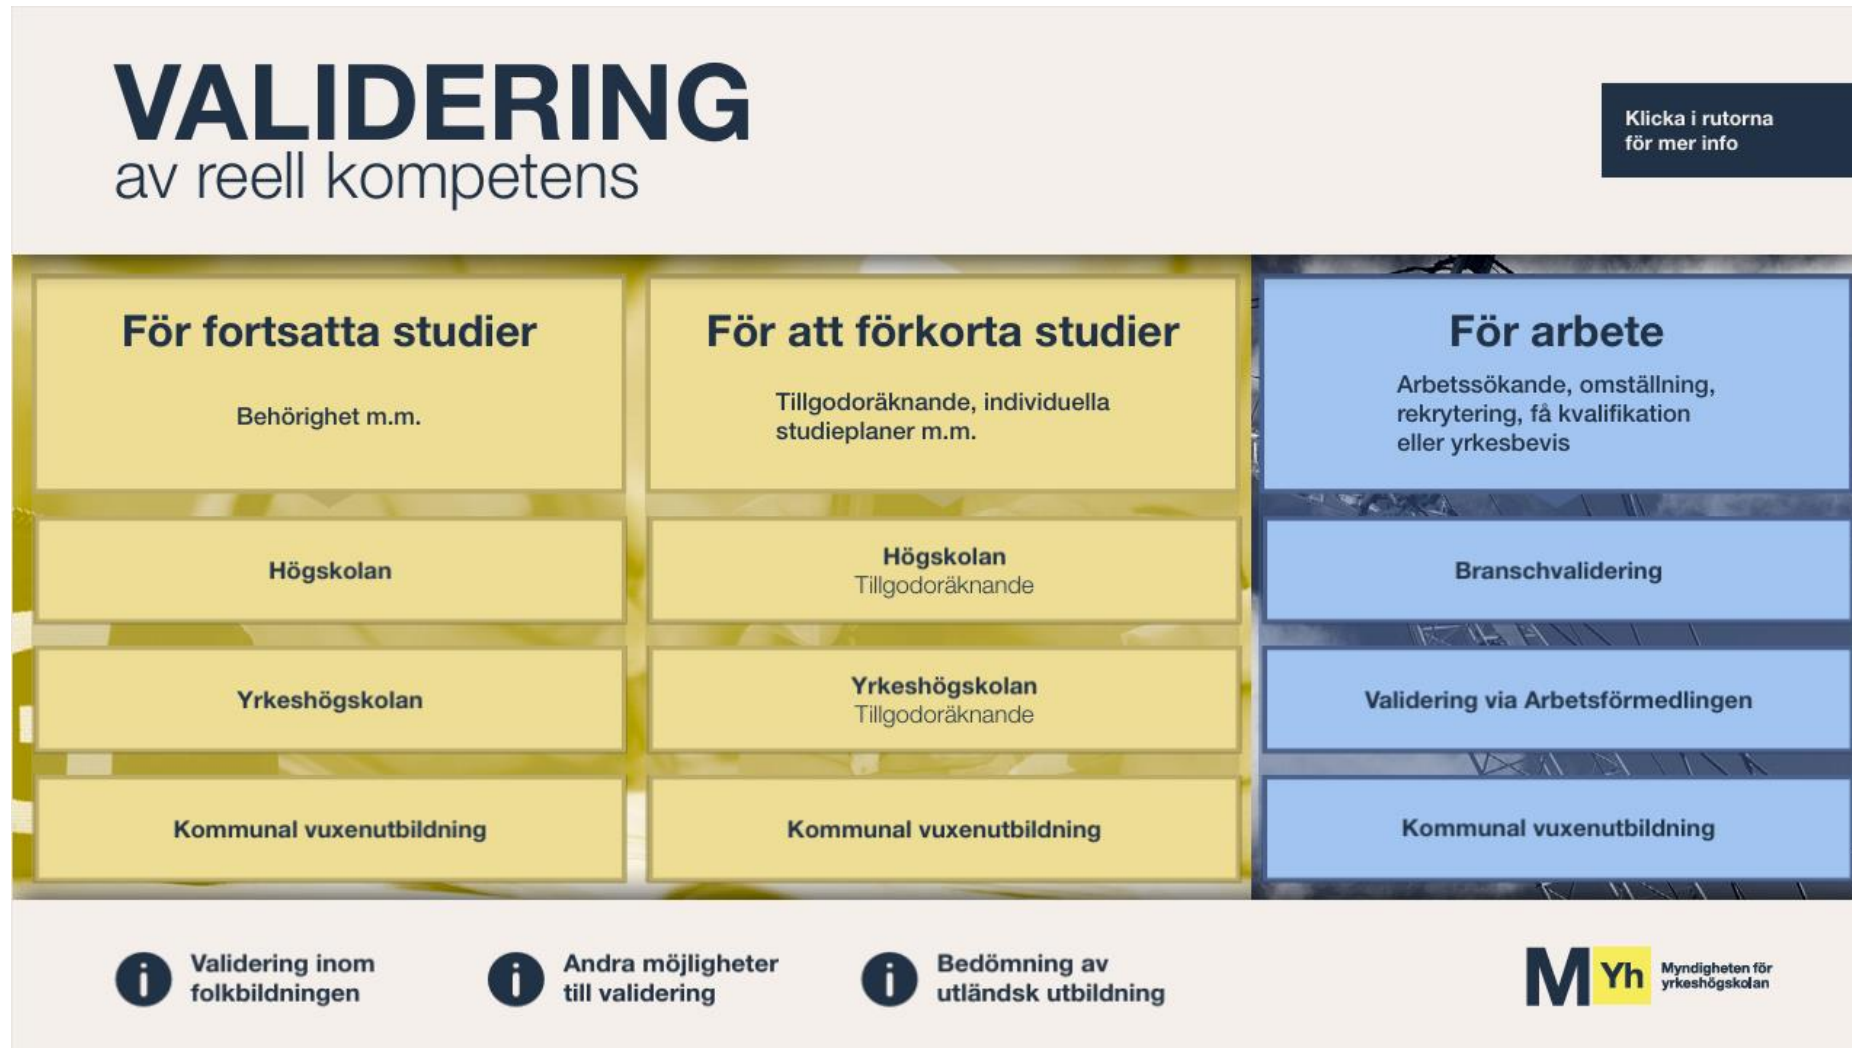 VALIDERING
av reell kompetens
Klicka i rutorna
för mer info
För fortsatta studier
Behörighet m.m.
För att förkorta studier
Tillgodoräknande, individuella
studieplaner m.m.
För arbete
Arbetssökande, omställning,
rekrytering, få kvalifikation
eller yrkesbevis
Högskolan
Högskolan
Tillgodoräknande
Branschvalidering
Yrkeshögskolan
Yrkeshögskolan
Tillgodoräknande
Validering via Arbetsförmedlingen
Kommunal vuxenutbildning
Kommunal vuxenutbildning
Kommunal vuxenutbildning
i Validering inom
folkbildningen
i Andra möjligheter
till validering
i Bedömning av
utländsk utbildning
M Yh
Myndigheten för
yrkeshögskolan